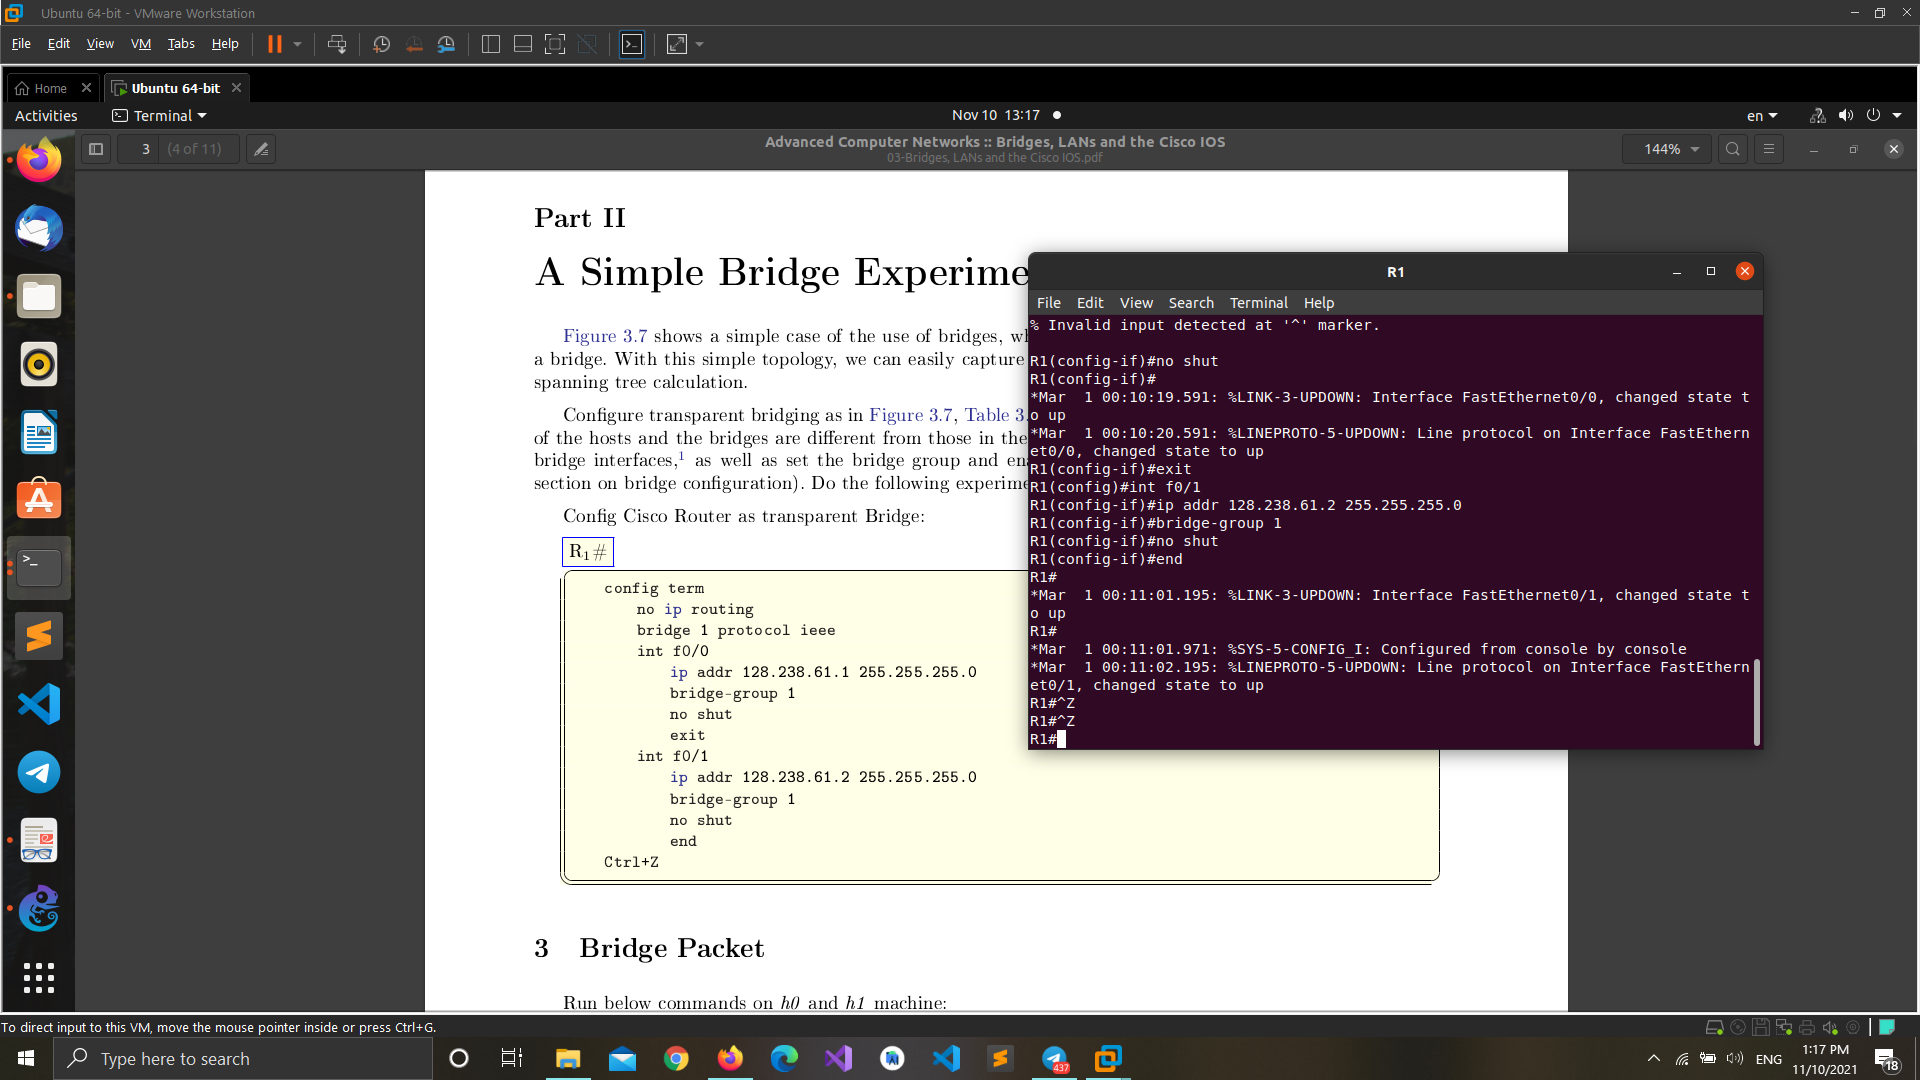 Ubuntu 64-bit - VMware Workstation
File Edit View VM Tabs Help
Home
Ubuntu 64-bit
Activities
Terminal
Nov 10 13:17
en
3 (4 of 11)
Advanced Computer Networks :: Bridges, LANs and the Cisco IOS
03-Bridges, LANs and the Cisco IOS.pdf
144%
Part II
A Simple Bridge Experime
Figure 3.7 shows a simple case of the use of bridges, wh
a bridge. With this simple topology, we can easily capture
spanning tree calculation.
Configure transparent bridging as in Figure 3.7, Table 3.
of the hosts and the bridges are different from those in the
bridge interfaces,1 as well as set the bridge group and en
section on bridge configuration). Do the following experime
Config Cisco Router as transparent Bridge:
R1#
config term
no ip routing
bridge 1 protocol ieee
int f0/0
ip addr 128.238.61.1 255.255.255.0
bridge-group 1
no shut
exit
int f0/1
ip addr 128.238.61.2 255.255.255.0
bridge-group 1
no shut
end
Ctrl+Z
3 Bridge Packet
Run below commands on h0 and h1 machine:
R1
File Edit View Search Terminal Help
% Invalid input detected at '^' marker.
R1(config-if)#no shut
R1(config-if)#
*Mar  1 00:10:19.591: %LINK-3-UPDOWN: Interface FastEthernet0/0, changed state t
o up
*Mar  1 00:10:20.591: %LINEPROTO-5-UPDOWN: Line protocol on Interface FastEthern
et0/0, changed state to up
R1(config-if)#exit
R1(config)#int f0/1
R1(config-if)#ip addr 128.238.61.2 255.255.255.0
R1(config-if)#bridge-group 1
R1(config-if)#no shut
R1(config-if)#end
R1#
*Mar  1 00:11:01.195: %LINK-3-UPDOWN: Interface FastEthernet0/1, changed state t
o up
R1#
*Mar  1 00:11:01.971: %SYS-5-CONFIG_I: Configured from console by console
*Mar  1 00:11:02.195: %LINEPROTO-5-UPDOWN: Line protocol on Interface FastEthern
et0/1, changed state to up
R1#^Z
R1#^Z
R1#
To direct input to this VM, move the mouse pointer inside or press Ctrl+G.
Type here to search
437
ENG
1:17 PM
11/10/2021
18